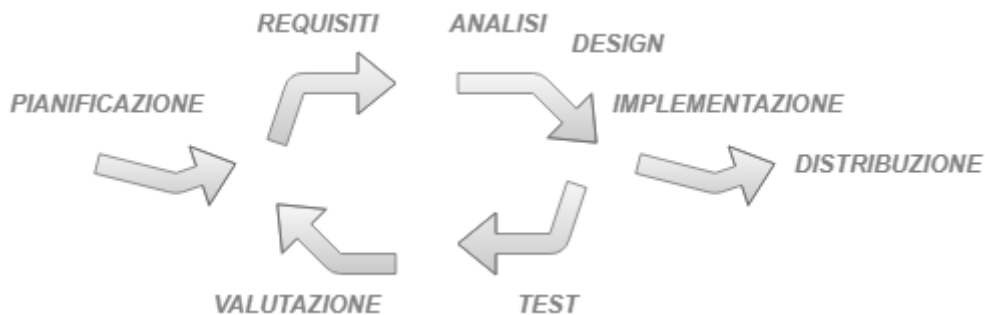 REQUISITI
ANALISI
DESIGN
PIANIFICAZIONE
IMPLEMENTAZIONE
DISTRIBUZIONE
VALUTAZIONE
TEST